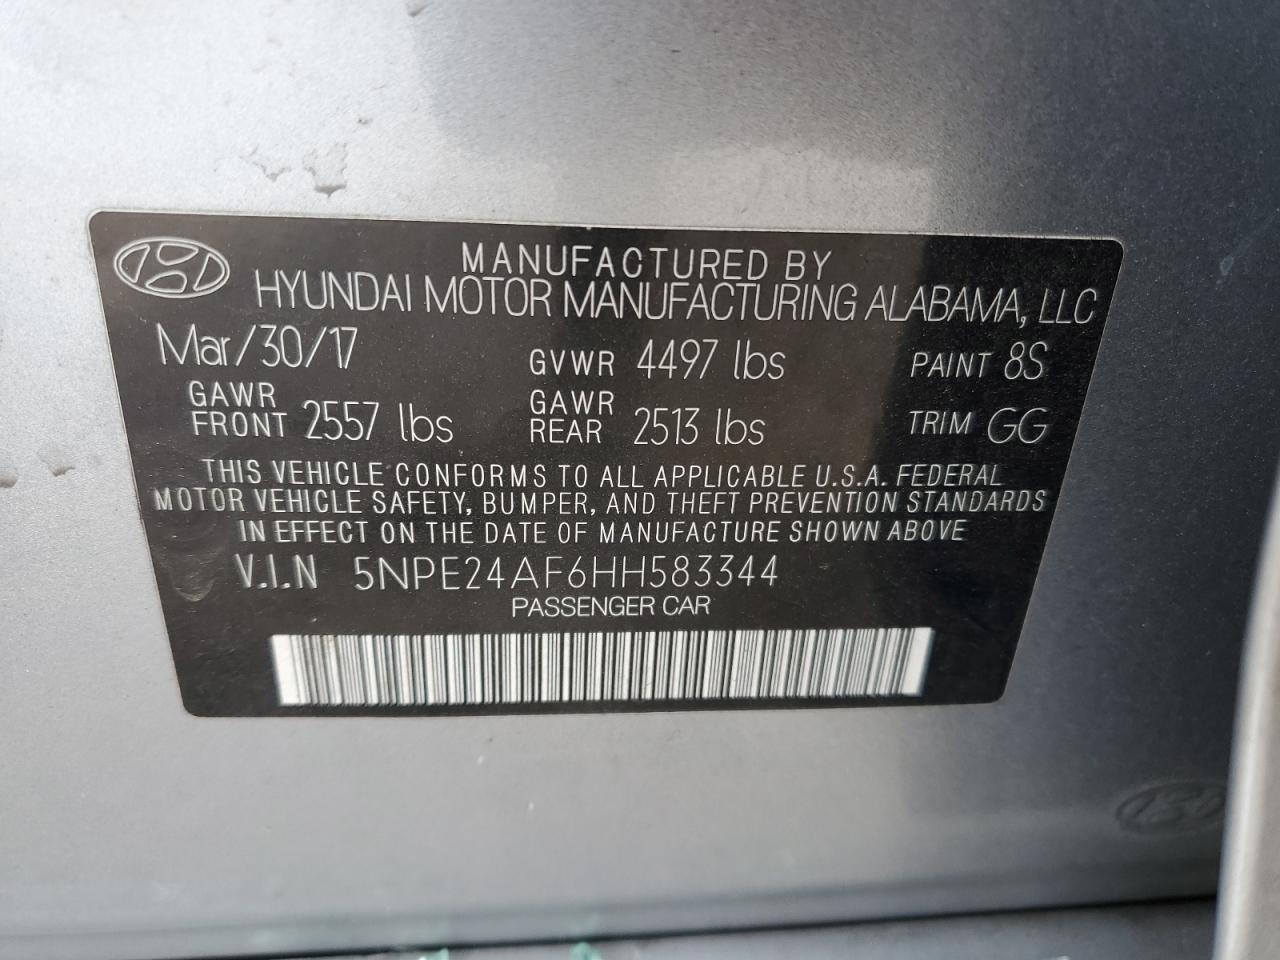 MANUFACTURED BY
HYUNDAI MOTOR MANUFACTURING ALABAMA, LLC
Mar/30/17 GVWR 4497 lbs PAINT 8S
GAWR FRONT 2557 lbs GAWR REAR 2513 lbs TRIM GG
THIS VEHICLE CONFORMS TO ALL APPLICABLE U.S.A. FEDERAL
MOTOR VEHICLE SAFETY, BUMPER, AND THEFT PREVENTION STANDARDS
IN EFFECT ON THE DATE OF MANUFACTURE SHOWN ABOVE
V.I.N 5NPE24AF6HH583344
PASSENGER CAR